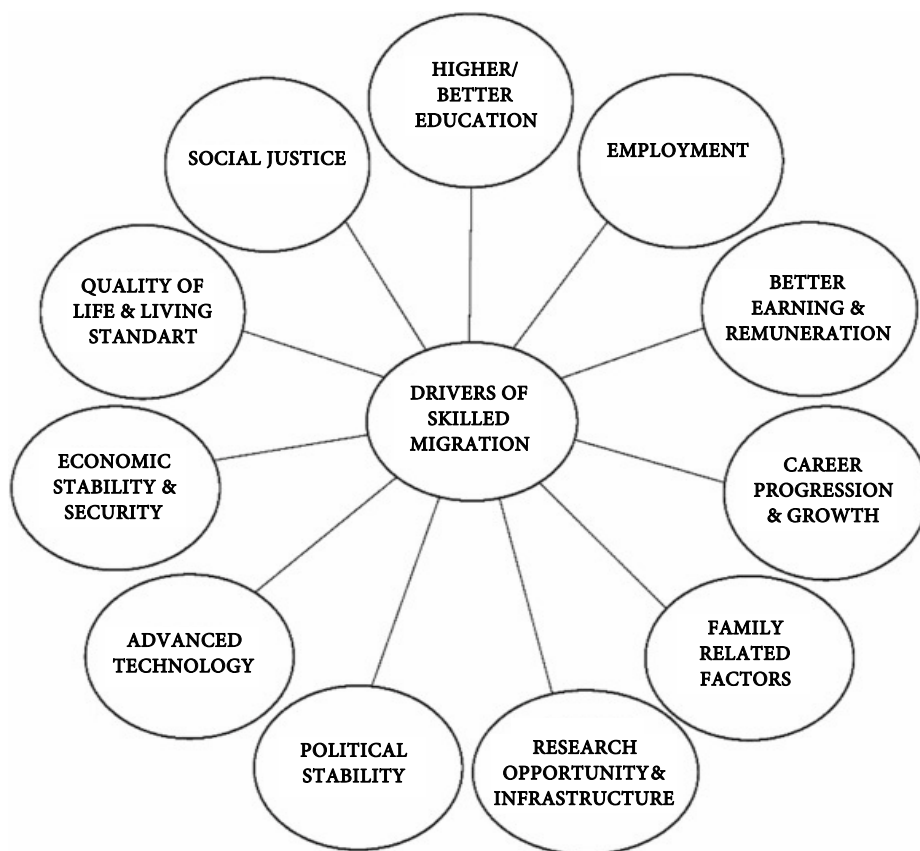 HIGHER/
BETTER
EDUCATION
EMPLOYMENT
BETTER
EARNING &
REMUNERATION
CAREER
PROGRESSION
& GROWTH
FAMILY
RELATED
FACTORS
RESEARCH
OPPORTUNITY &
INFRASTRUCTURE
POLITICAL
STABILITY
ADVANCED
TECHNOLOGY
ECONOMIC
STABILITY &
SECURITY
QUALITY OF
LIFE & LIVING
STANDART
SOCIAL JUSTICE
DRIVERS OF
SKILLED
MIGRATION